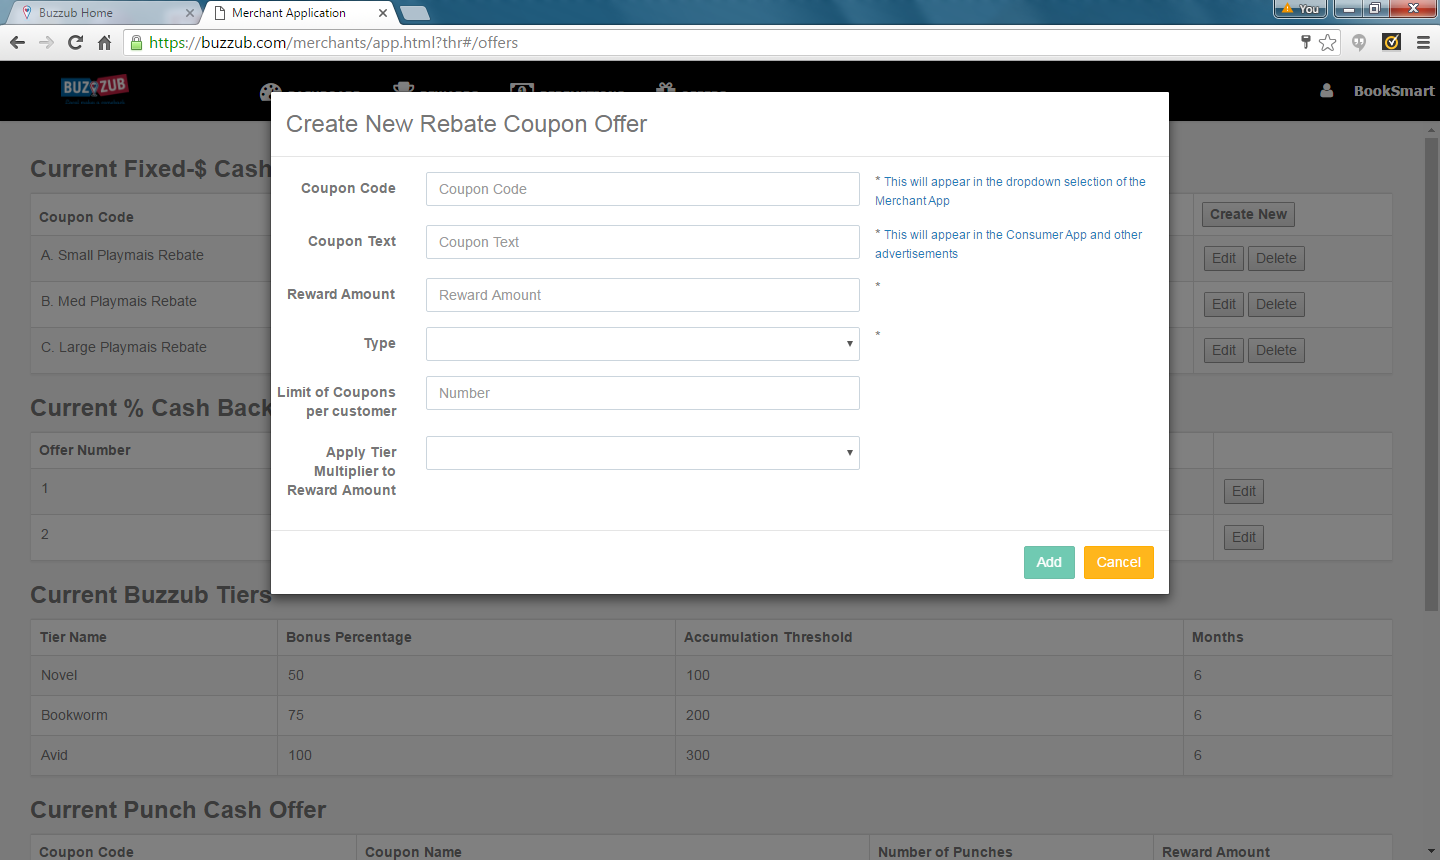 Buzzub Home
Merchant Application
You
https://buzzub.com/merchants/app.html?thr#/offers
BUZZUB
BookSmart
Create New Rebate Coupon Offer
Current Fixed-$ Cash
Coupon Code
Create New
A. Small Playmais Rebate
Edit Delete
B. Med Playmais Rebate
Edit Delete
C. Large Playmais Rebate
Edit Delete
Coupon Code
Coupon Code
* This will appear in the dropdown selection of the
Merchant App
Coupon Text
Coupon Text
* This will appear in the Consumer App and other
advertisements
Reward Amount
Reward Amount
*
Type
*
Limit of Coupons
per customer
Number
Apply Tier
Multiplier to
Reward Amount
Add
Cancel
Current % Cash Back
Offer Number
1
Edit
2
Edit
Current Buzzub Tiers
Tier Name Bonus Percentage Accumulation Threshold Months
Novel 50 100 6
Bookworm 75 200 6
Avid 100 300 6
Current Punch Cash Offer
Coupon Code Coupon Name Number of Punches Reward Amount